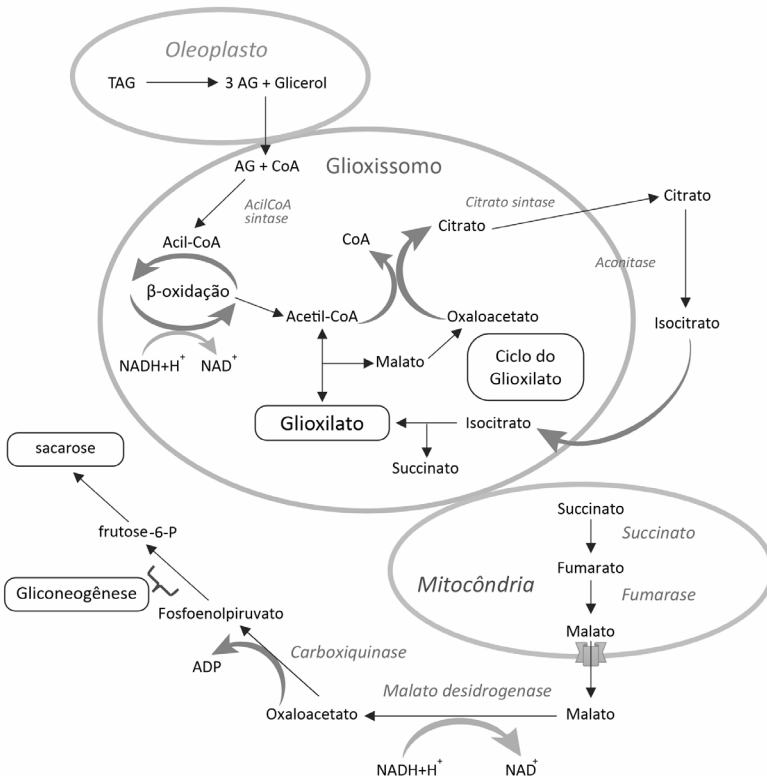 Oleoplasto
TAG
3 AG + Glicerol
AG + CoA
Glioxissomo
AcilCoA
sintase
Acil-CoA
β-oxidação
NADH+H+
NAD+
CoA
Acetil-CoA
Citrato sintase
Citrato
Citrato
Aconitase
Isocitrato
Oxaloacetato
Malato
Ciclo do
Glioxilato
Glioxilato
Isocitrato
Succinato
sacarose
frutose-6-P
Gliconeogênese
Fosfoenolpiruvato
ADP
Carboxiquinase
Oxaloacetato
Malato desidrogenase
NADH+H+
NAD+
Succinato
Succinato
Fumarato
Mitocôndria
Fumarase
Malato
Malato